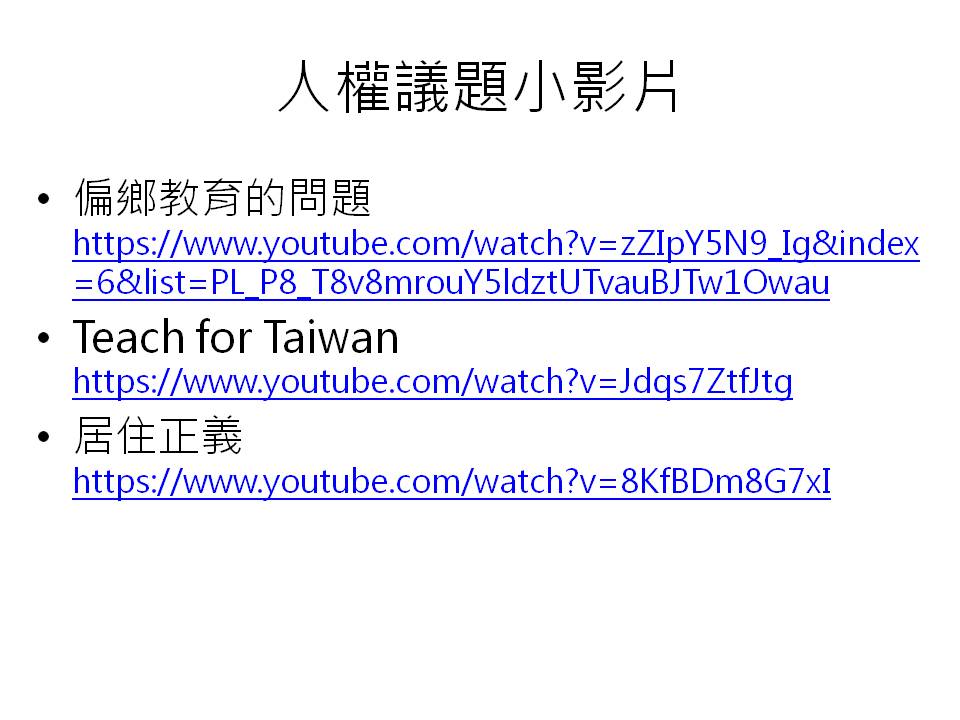 人權議題小影片
• 偏鄉教育的問題
https://www.youtube.com/watch?v=zZIpY5N9_Ig&index
=6&list=PL_P8_T8v8mrouY5ldztUTvauBJTw1Owau
• Teach for Taiwan
https://www.youtube.com/watch?v=Jdqs7ZtfJtg
• 居住正義
https://www.youtube.com/watch?v=8KfBDm8G7xI